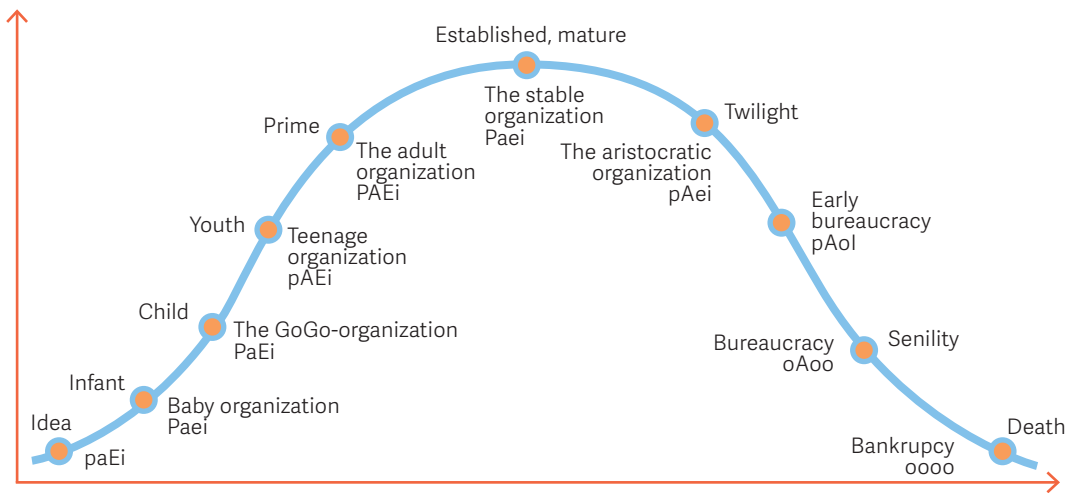 Idea
paEi
Infant
Baby organization
Paei
Child
The GoGo-organization
PaEi
Youth
Teenage
organization
pAEi
Prime
The adult
organization
PAEi
Established, mature
The stable
organization
Paei
Twilight
The aristocratic
organization
pAei
Early
bureaucracy
pAoI
Senility
Bureaucracy
oAoo
Death
Bankrupcy
oooo